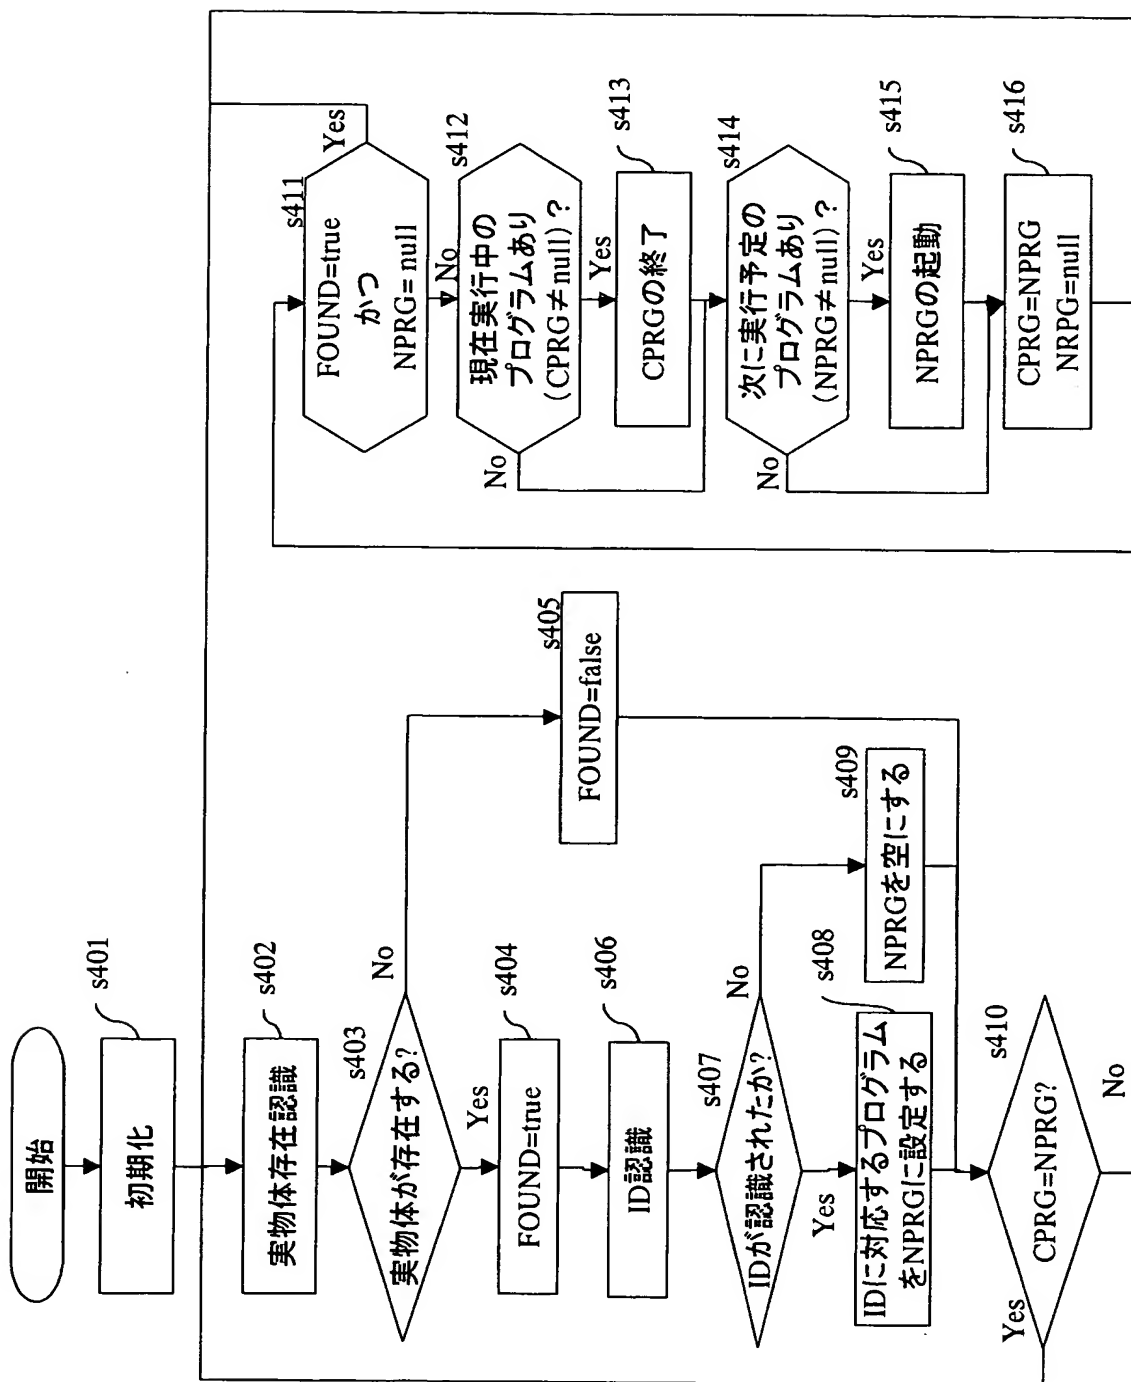 開始
初期化
s401
実物体存在認識
s402
実物体が存在する?
s403
Yes
No
FOUND=true
s404
FOUND=false
s405
ID認識
s406
IDが認識されたか?
s407
Yes
No
IDに対応するプログラム
をNPRGに設定する
s408
NPRGを空にする
s409
CPRG=NPRG?
s410
Yes
No
FOUND=true
かつ
NPRG= null
s411
Yes
No
現在実行中の
プログラムあり
(CPRG≠null)?
s412
Yes
No
CPRGの終了
s413
次に実行予定の
プログラムあり
(NPRG≠null)?
s414
Yes
No
NPRGの起動
s415
CPRG=NPRG
NRPG=null
s416